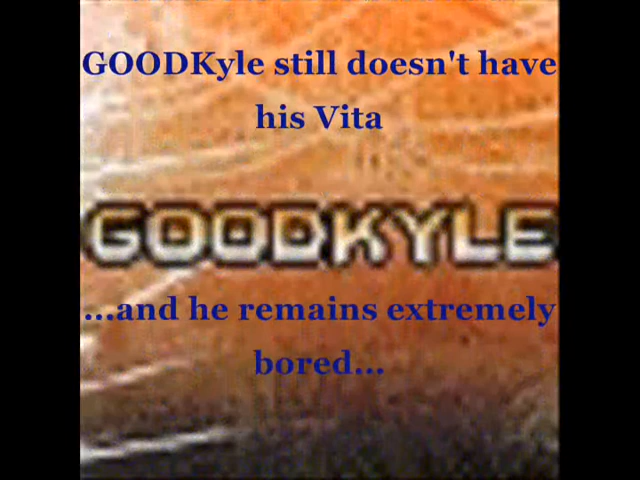 GOODKyle still doesn't have
his Vita
GOODKYLE
...and he remains extremely
bored...